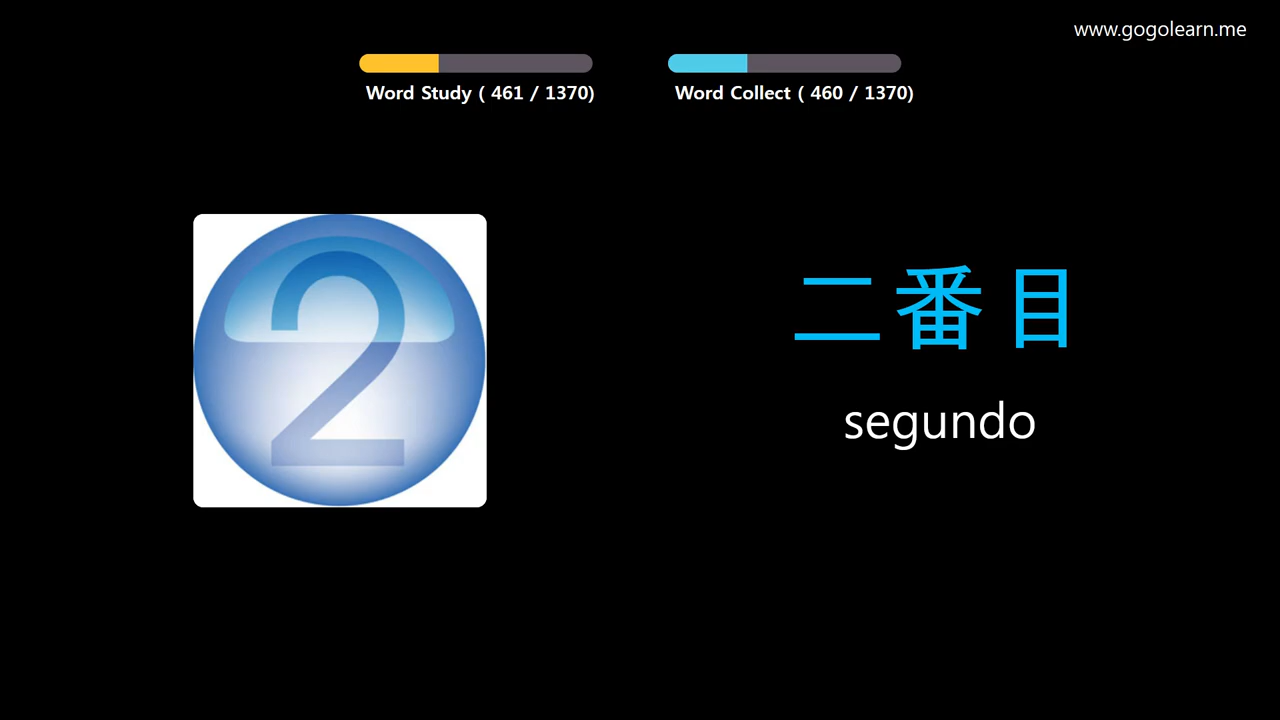 www.gogolearn.me
Word Study ( 461 / 1370)
Word Collect ( 460 / 1370)
2
二番目
segundo